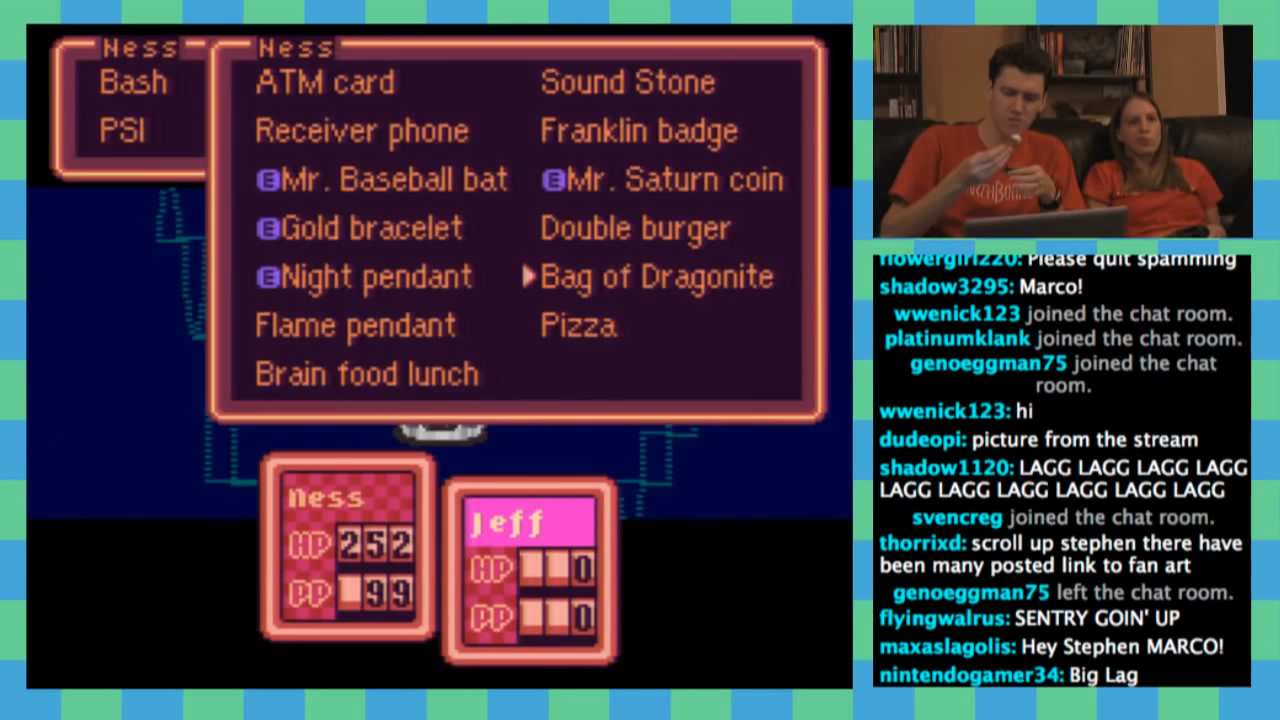 Ness
Bash
PSI
Ness
ATM card Sound Stone
Receiver phone Franklin badge
EMr. Baseball bat EMr. Saturn coin
EGold bracelet Double burger
ENight pendant Bag of Dragonite
Flame pendant Pizza
Brain food lunch
Ness
HP 252
PP 99
Jeff
HP 0
PP 0
flowergirl220: Please quit spamming
shadow3295: Marco!
wwenick123 joined the chat room.
platinumklank joined the chat room.
genoeggman75 joined the chat
room.
wwenick123: hi
dudeopi: picture from the stream
shadow1120: LAGG LAGG LAGG LAGG
LAGG LAGG LAGG LAGG LAGG LAGG
svencreg joined the chat room.
thorrixd: scroll up stephen there have
been many posted link to fan art
genoeggman75 left the chat room.
flyingwalrus: SENTRY GOIN' UP
maxaslagolis: Hey Stephen MARCO!
nintendogamer34: Big Lag